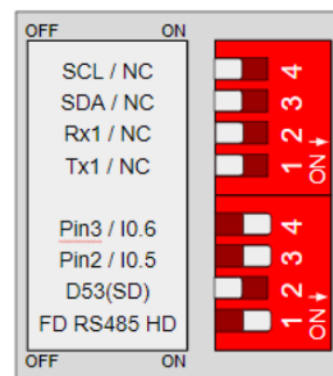 OFF ON
SCL / NC
SDA / NC
Rx1 / NC
Tx1 / NC
4
3
2
1
ON
Pin3 / I0.6
Pin2 / I0.5
D53(SD)
FD RS485 HD
4
3
2
1
ON
OFF ON